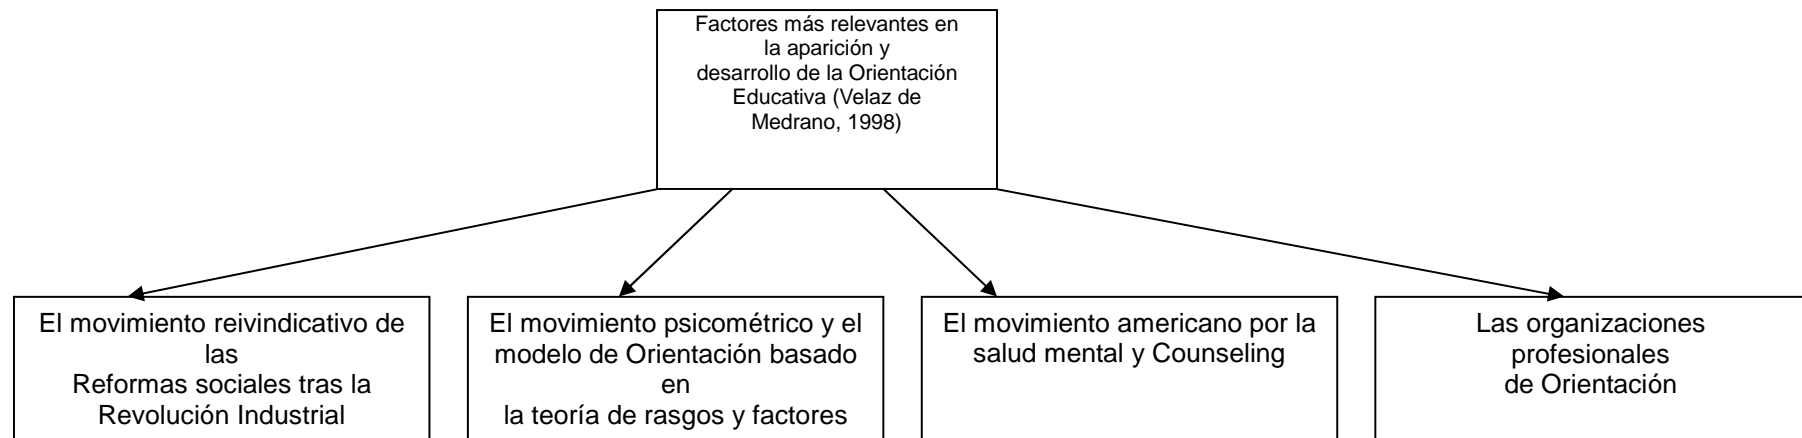 Factores más relevantes en
la aparición y
desarrollo de la Orientación
Educativa (Velaz de
Medrano, 1998)
El movimiento reivindicativo de
las
Reformas sociales tras la
Revolución Industrial
El movimiento psicométrico y el
modelo de Orientación basado
en
la teoría de rasgos y factores
El movimiento americano por la
salud mental y Counseling
Las organizaciones
profesionales
de Orientación